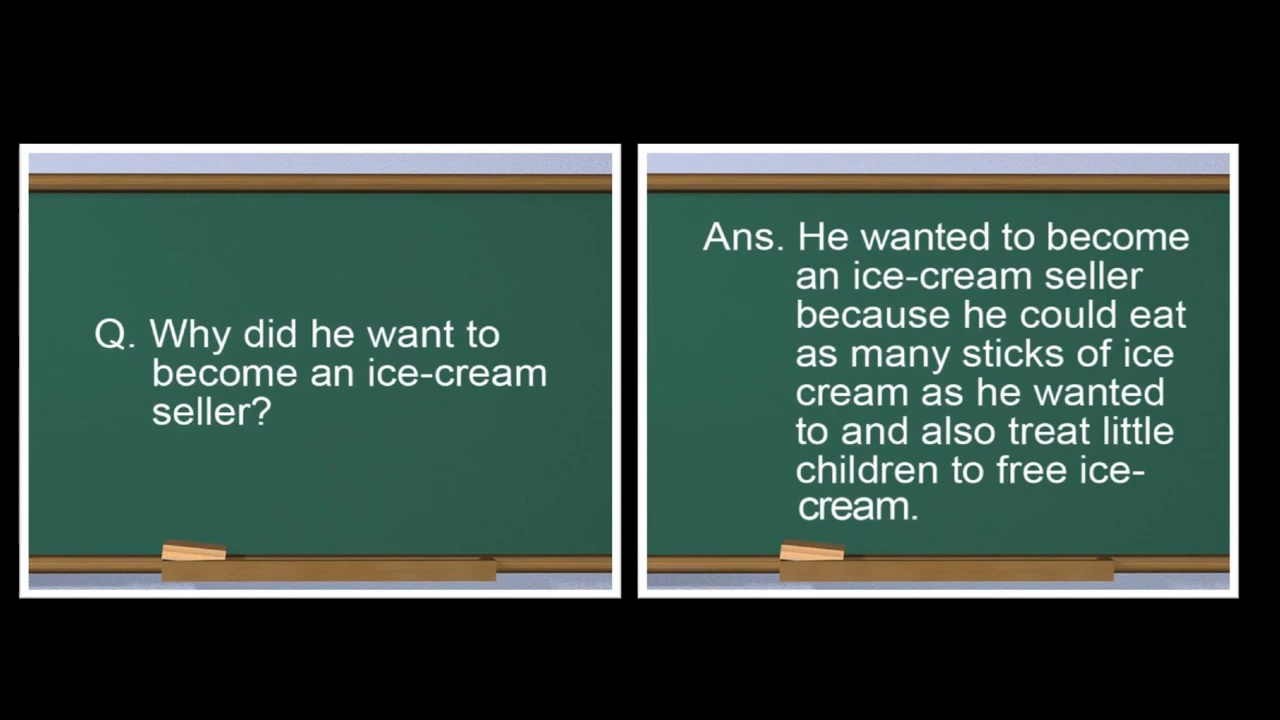 Q. Why did he want to
become an ice-cream
seller?
Ans. He wanted to become
an ice-cream seller
because he could eat
as many sticks of ice
cream as he wanted
to and also treat little
children to free ice-
cream.